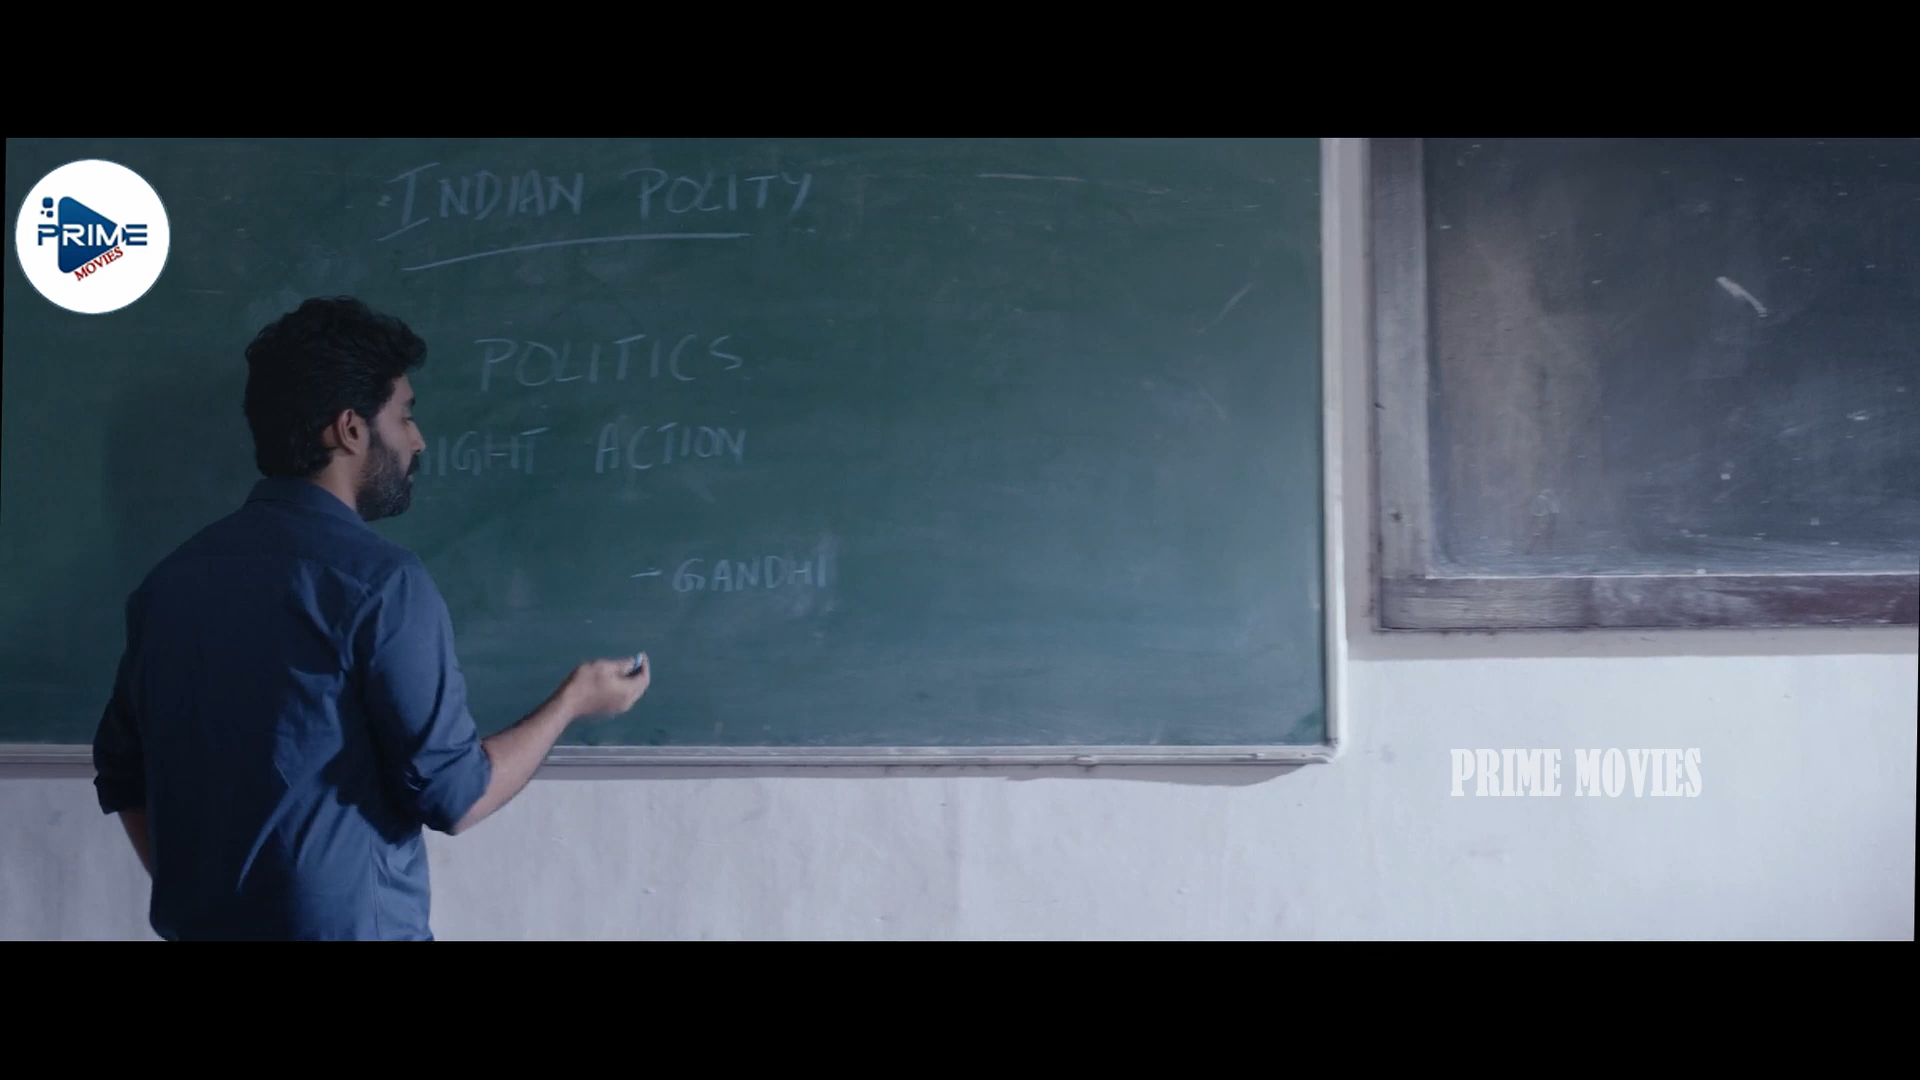 INDIAN POLITY
PRIME
MOVIES
POLITICS
ACTION
- GANDHI
PRIME MOVIES